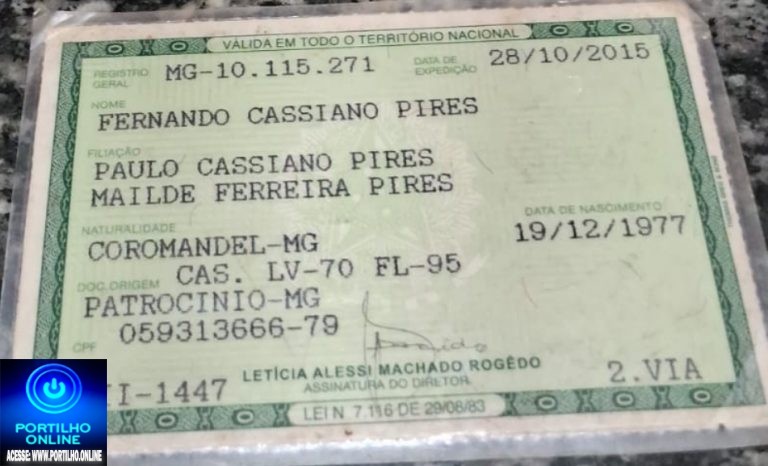 VÁLIDA EM TODO O TERRITÓRIO NACIONAL
REGISTRO GERAL MG-10.115.271 DATA DE EXPEDIÇÃO 28/10/2015
NOME
FERNANDO CASSIANO PIRES
FILIAÇÃO
PAULO CASSIANO PIRES
MAILDE FERREIRA PIRES
NATURALIDADE DATA DE NASCIMENTO
COROMANDEL-MG 19/12/1977
DOC.ORIGEM CAS. LV-70 FL-95
PATROCINIO-MG
CPF 059313666-79
LETÍCIA ALESSI MACHADO ROGÊDO
II-1447 ASSINATURA DO DIRETOR 2.VIA
LEI N 7.116 DE 29/08/83
PORTILHO
ONLINE
ACESSE: WWW.PORTILHO.ONLINE